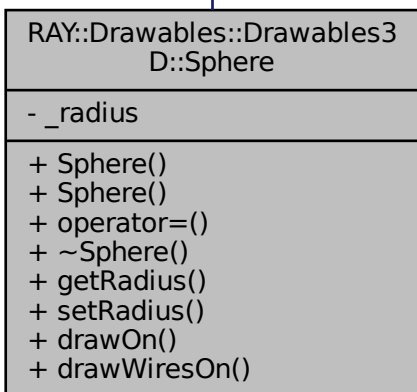 RAY::Drawables::Drawables3
D::Sphere
- _radius
+ Sphere()
+ Sphere()
+ operator=()
+ ~Sphere()
+ getRadius()
+ setRadius()
+ drawOn()
+ drawWiresOn()